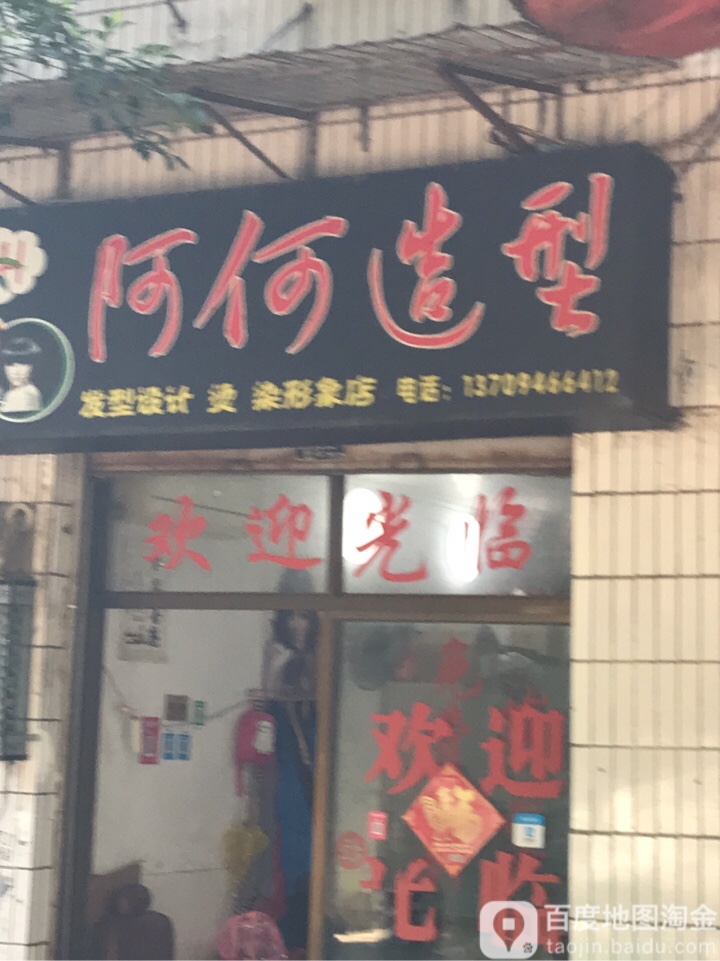 阿何造型
发型设计 烫 染形象店 电话：13709466412
欢迎光临
欢迎
光临
百度地图淘金
taojin.baidu.com